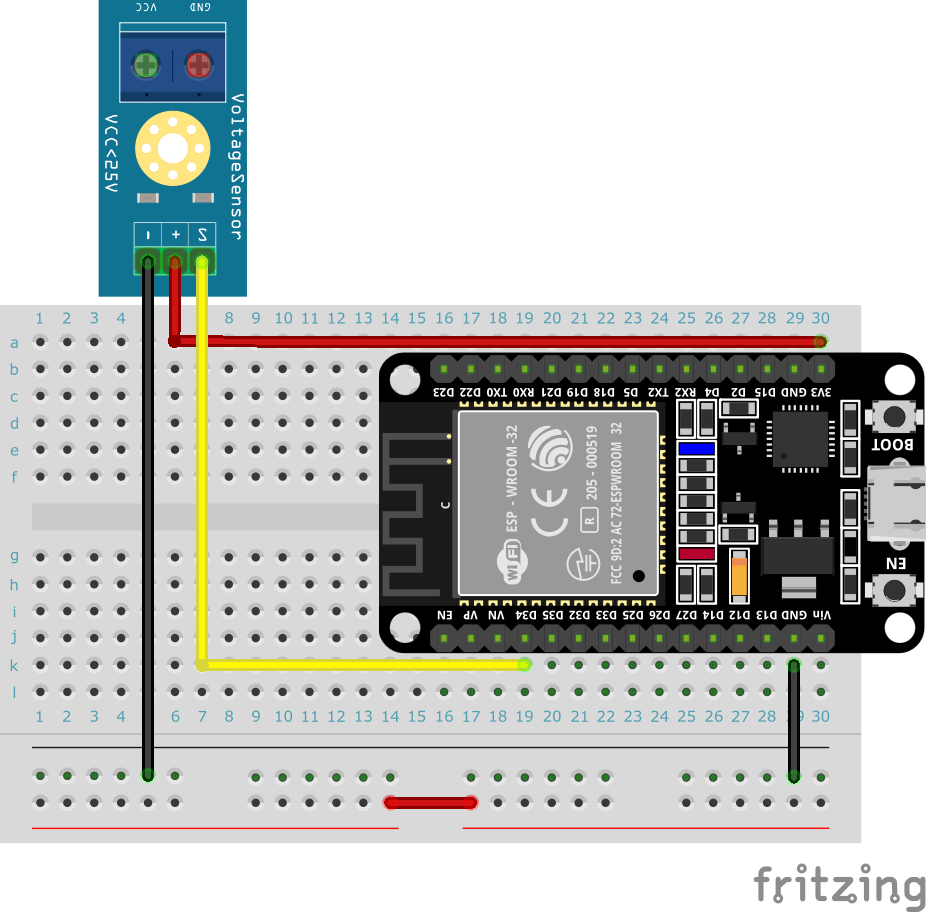 VCC GND
VoltageSensor
VCC<25V
- + S
1 2 3 4 8 9 10 11 12 13 14 15 16 17 18 19 20 21 22 23 24 25 26 27 28 29 30
a
b
c
d
e
f
D23 D22 TX0 RX0 D21 D19 D18 D5 TX2 RX2 D4 D2 D15 GND 3V3
BOOT
ESP - WROOM-32
CE
R
205 - 000519
FCC 9D:2 AC 72-ESPWROOM 32
WiFi
C
EN
g
h
i
j
k
l
EN VP VN D34 D35 D32 D33 D25 D26 D27 D14 D12 D13 GND Vin
1 2 3 4 6 7 8 9 10 11 12 13 14 15 16 17 18 19 20 21 22 23 24 25 26 27 28 29 30
fritzing